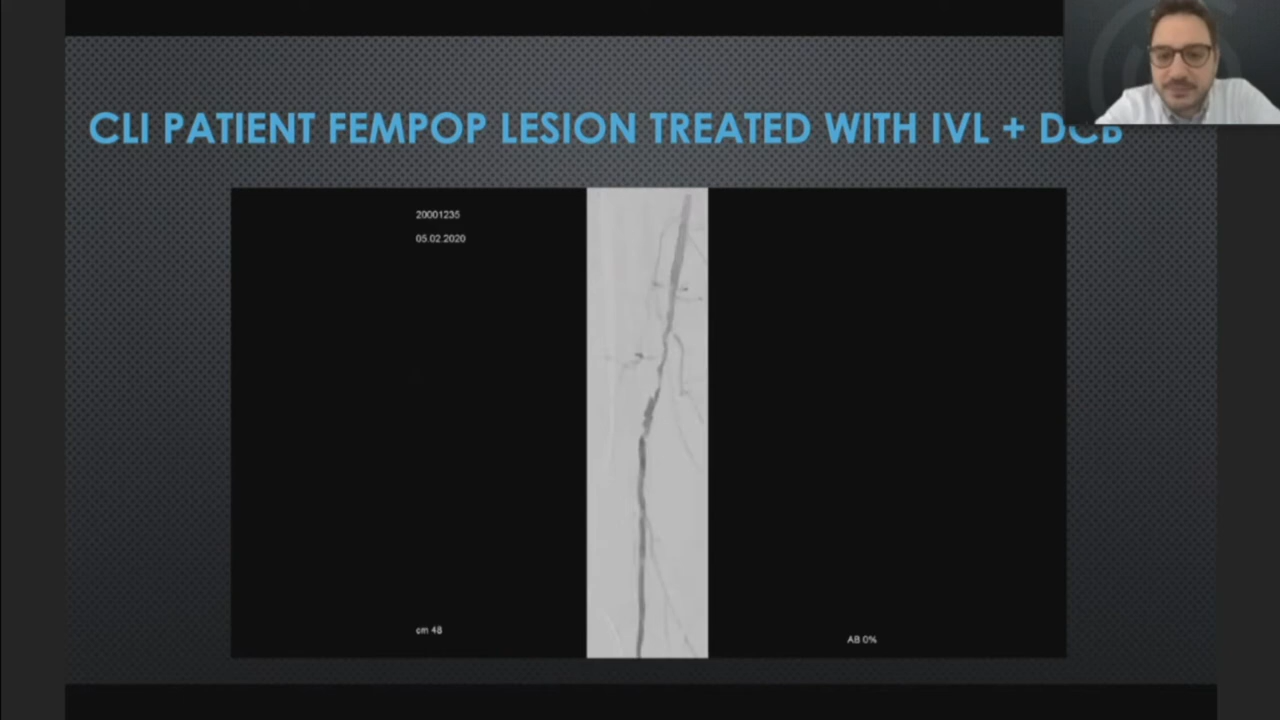 CLI PATIENT FEMPOP LESION TREATED WITH IVL + DCB
20001235
05.02.2020
cm 48
AB 0%